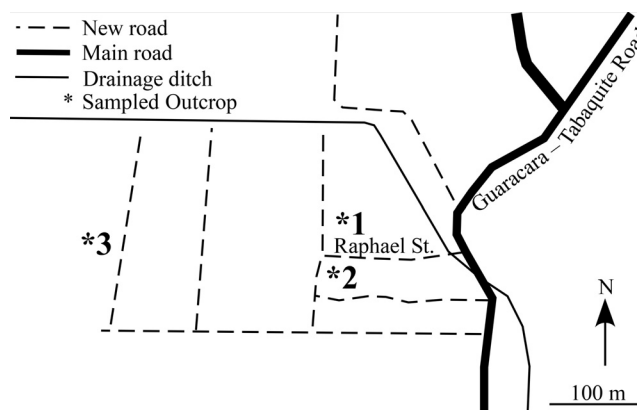 New road
Main road
Drainage ditch
* Sampled Outcrop
Guaracara – Tabaquite Road
*1
Raphael St.
*3
*2
N
100 m